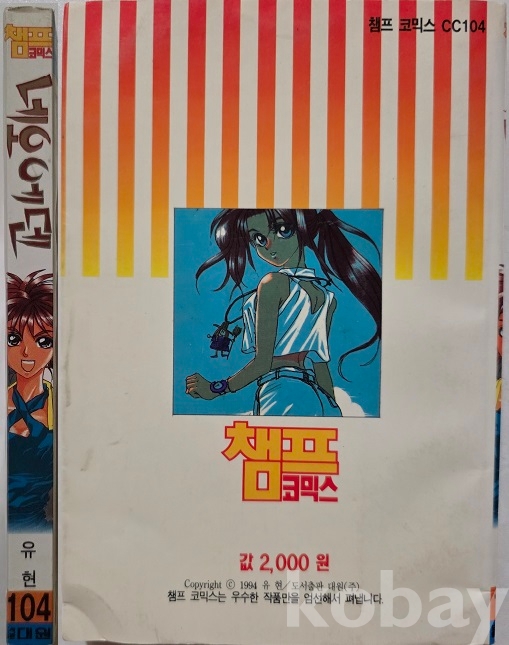 챔프
코믹스
네오에덴
유현
104
대원
챔프 코믹스 CC104
챔프
코믹스
값 2,000 원
Copyright ⓒ 1994 유 현/도서출판 대원(주)
챔프 코믹스는 우수한 작품만을 엄선해서 펴냅니다.
kobay